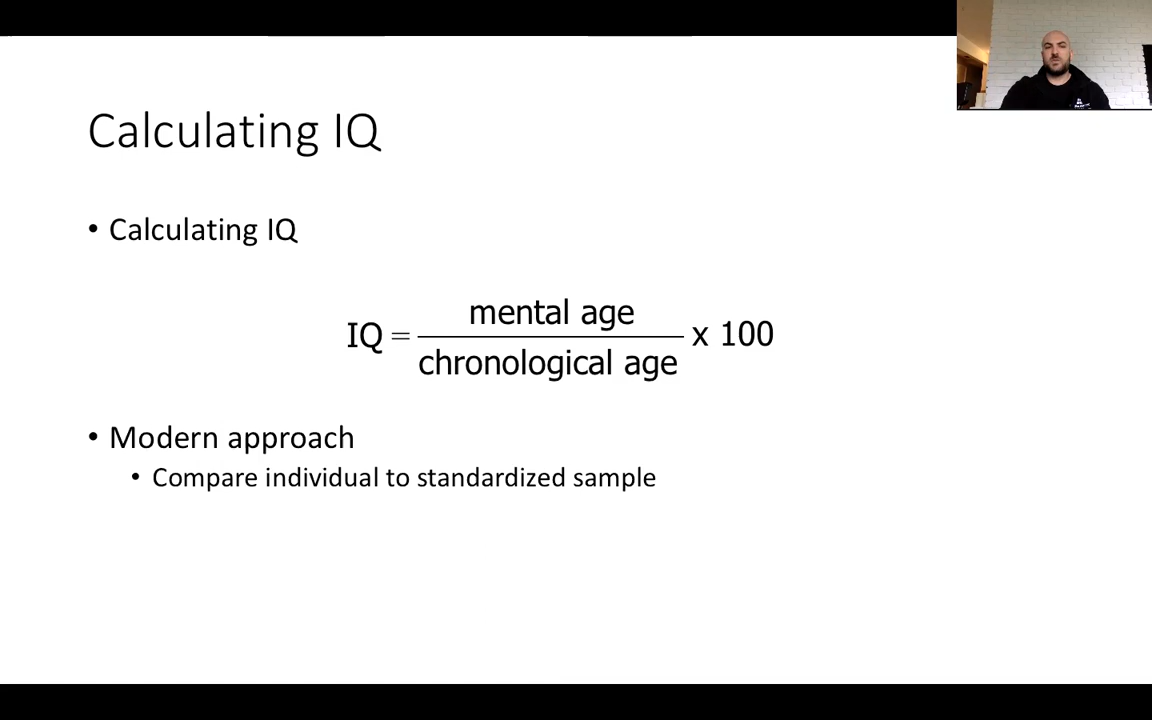 Calculating IQ
• Calculating IQ
IQ = mental age / chronological age x 100
• Modern approach
• Compare individual to standardized sample